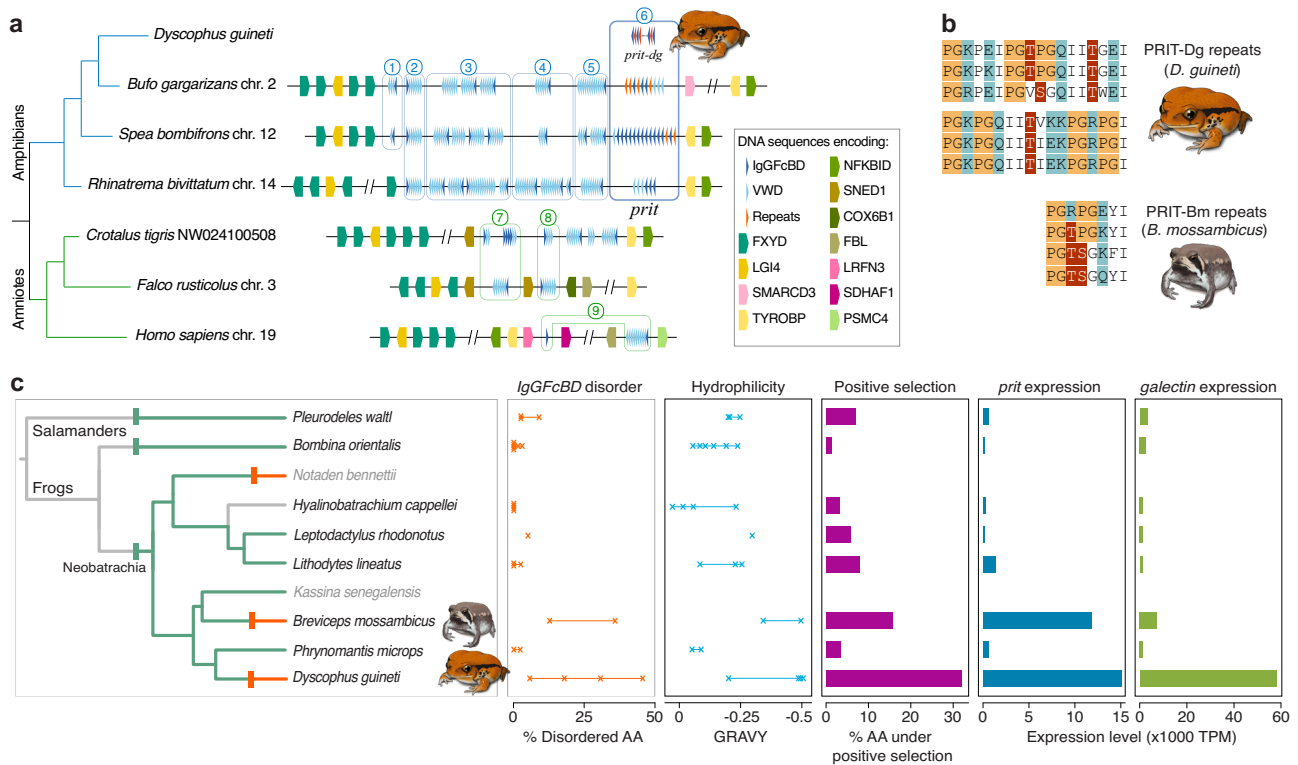 a
Amphibians
Amniotes
Dyscophus guineti
Bufo gargarizans chr. 2
Spea bombifrons chr. 12
Rhinatrema bivittatum chr. 14
Crotalus tigris NW024100508
Falco rusticolus chr. 3
Homo sapiens chr. 19
1
2
3
4
5
6
prit-dg
prit
7
8
9
DNA sequences encoding:
IgGFcBD
VWD
Repeats
FXYD
LGI4
SMARCD3
TYROBP
NFKBID
SNED1
COX6B1
FBL
LRFN3
SDHAF1
PSMC4
b
PGKPEIPGTPGQIITGEI
PGKPKIPGTPGQIITGEI
PGRPEIPGVSGQIITWEI
PGKPGQIITVKKPGRPGI
PGKPGQIITIEKPGRPGI
PGKPGQIITIEKPGRPGI
PRIT-Dg repeats
(D. guineti)
PGRPGEYI
PGTPGKYI
PGTSGKFI
PGTSGQYI
PRIT-Bm repeats
(B. mossambicus)
c
Salamanders
Frogs
Neobatrachia
Pleurodeles waltl
Bombina orientalis
Notaden bennettii
Hyalinobatrachium cappellei
Leptodactylus rhodonotus
Lithodytes lineatus
Kassina senegalensis
Breviceps mossambicus
Phrynomantis microps
Dyscophus guineti
IgGFcBD disorder
0 25 50
% Disordered AA
Hydrophilicity
0 -0.25 -0.5
GRAVY
Positive selection
0 10 20 30
% AA under
positive selection
prit expression
0 5 10 15
galectin expression
0 20 40 60
Expression level (x1000 TPM)